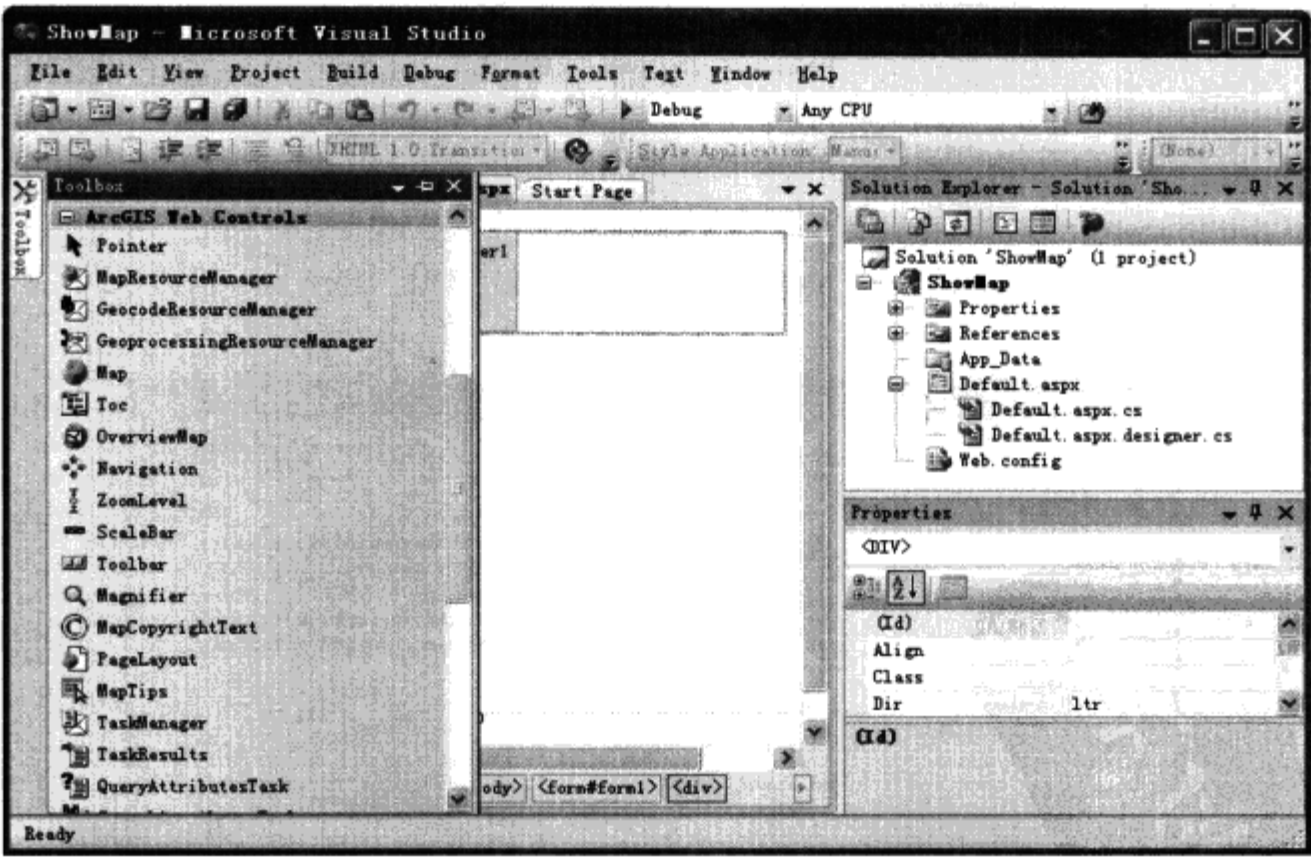 ShowMap - Microsoft Visual Studio
File Edit View Project Build Debug Format Tools Text Window Help
Debug Any CPU
XHTML 1.0 Transition Style Application: Manua (None)
Toolbox
Toolbox
ArcGIS Web Controls
Pointer
MapResourceManager
GeocodeResourceManager
GeoprocessingResourceManager
Map
Toc
OverviewMap
Navigation
ZoomLevel
ScaleBar
Toolbar
Magnifier
MapCopyrightText
PageLayout
MapTips
TaskManager
TaskResults
QueryAttributesTask
spx Start Page
er1
ody> <form#form1> <div>
Solution Explorer - Solution 'Sho...
Solution 'ShowMap' (1 project)
ShowMap
Properties
References
App_Data
Default.aspx
Default.aspx.cs
Default.aspx.designer.cs
Web.config
Properties
<DIV>
(Id)
Align
Class
Dir ltr
(Id)
Ready